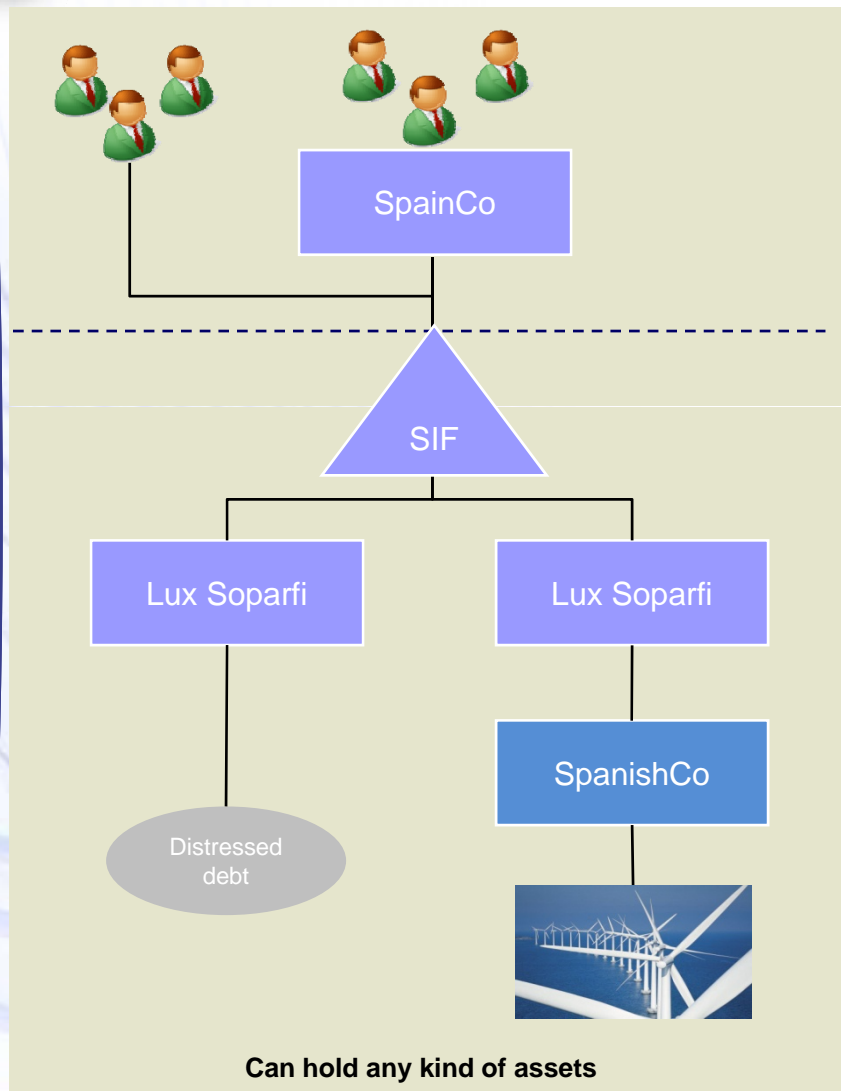 SpainCo
SIF
Lux Soparfi
Lux Soparfi
SpanishCo
Distressed
debt
Can hold any kind of assets